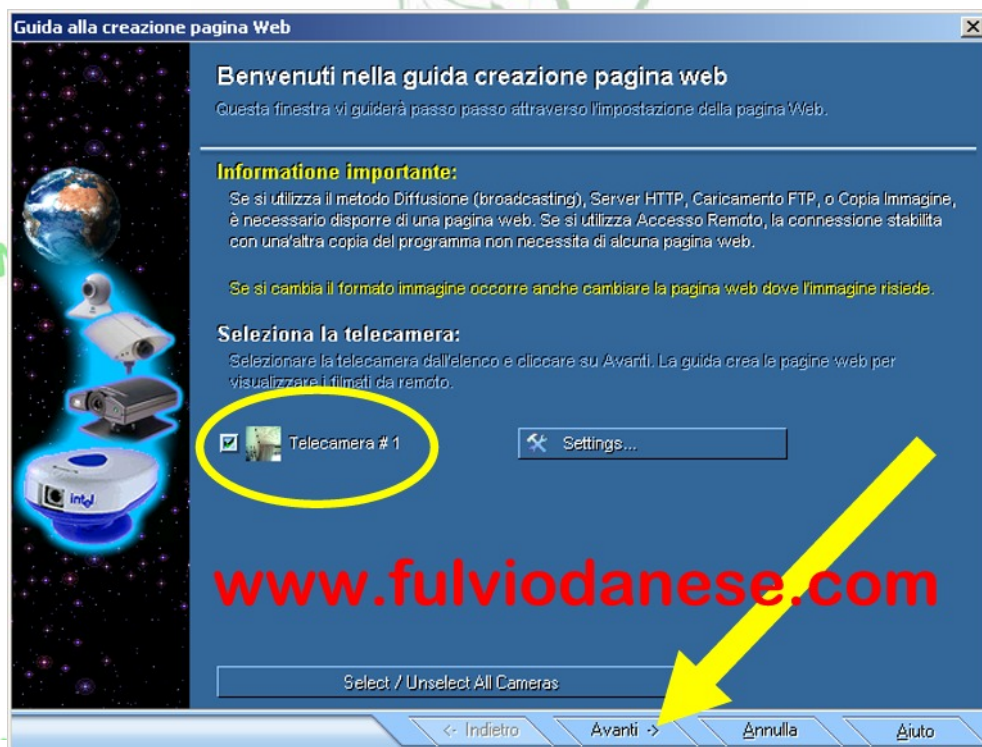 Guida alla creazione pagina Web
Benvenuti nella guida creazione pagina web
Questa finestra vi guiderà passo passo attraverso l'impostazione della pagina Web.
Informatione importante:
Se si utilizza il metodo Diffusione (broadcasting), Server HTTP, Caricamento FTP, o Copia Immagine,
è necessario disporre di una pagina web. Se si utilizza Accesso Remoto, la connessione stabilita
con una'altra copia del programma non necessita di alcuna pagina web.
Se si cambia il formato immagine occorre anche cambiare la pagina web dove l'immagine risiede.
Seleziona la telecamera:
Selezionare la telecamera dall'elenco e cliccare su Avanti. La guida crea le pagine web per
visualizzare i filmati da remoto.
Telecamera # 1
Settings...
intel
www.fulviodanese.com
Select / Unselect All Cameras
<- Indietro
Avanti ->
Annulla
Aiuto